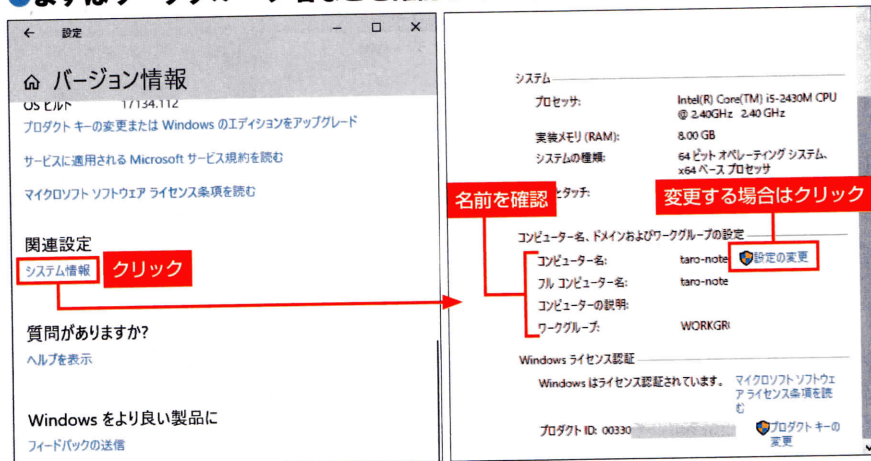 ← 設定
バージョン情報
OS ビルド 17134.112
プロダクト キーの変更または Windows のエディションをアップグレード
サービスに適用される Microsoft サービス規約を読む
マイクロソフト ソフトウェア ライセンス条項を読む
関連設定
システム情報
クリック
質問がありますか?
ヘルプを表示
Windows をより良い製品に
フィードバックの送信
システム
プロセッサ: Intel(R) Core(TM) i5-2430M CPU
@ 2.40GHz 2.40 GHz
実装メモリ (RAM): 8.00 GB
システムの種類: 64 ビット オペレーティング システム、
x64 ベース プロセッサ
とタッチ:
名前を確認
変更する場合はクリック
コンピューター名、ドメインおよびワークグループの設定
コンピューター名: taro-note 設定の変更
フル コンピューター名: taro-note
コンピューターの説明:
ワークグループ: WORKGR
Windows ライセンス認証
Windows はライセンス認証されています。 マイクロソフト ソフトウェ
ア ライセンス条項を読
む
プロダクト ID: 00330 プロダクト キーの
変更